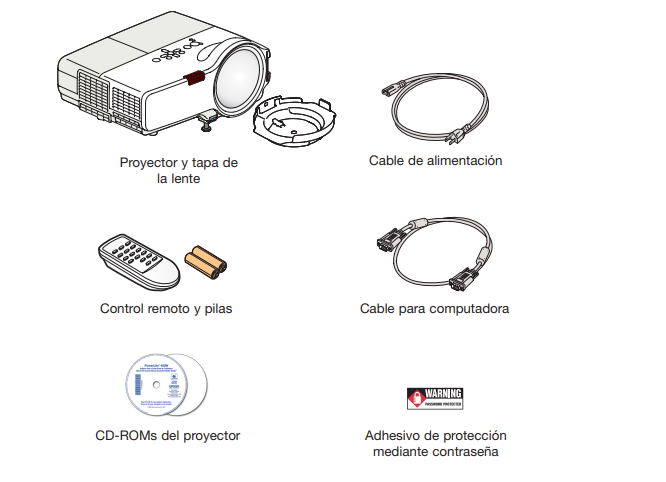 Proyector y tapa de
la lente
Cable de alimentación
Control remoto y pilas
Cable para computadora
CD-ROMs del proyector
WARNING
PASSWORD PROTECTED
Adhesivo de protección
mediante contraseña